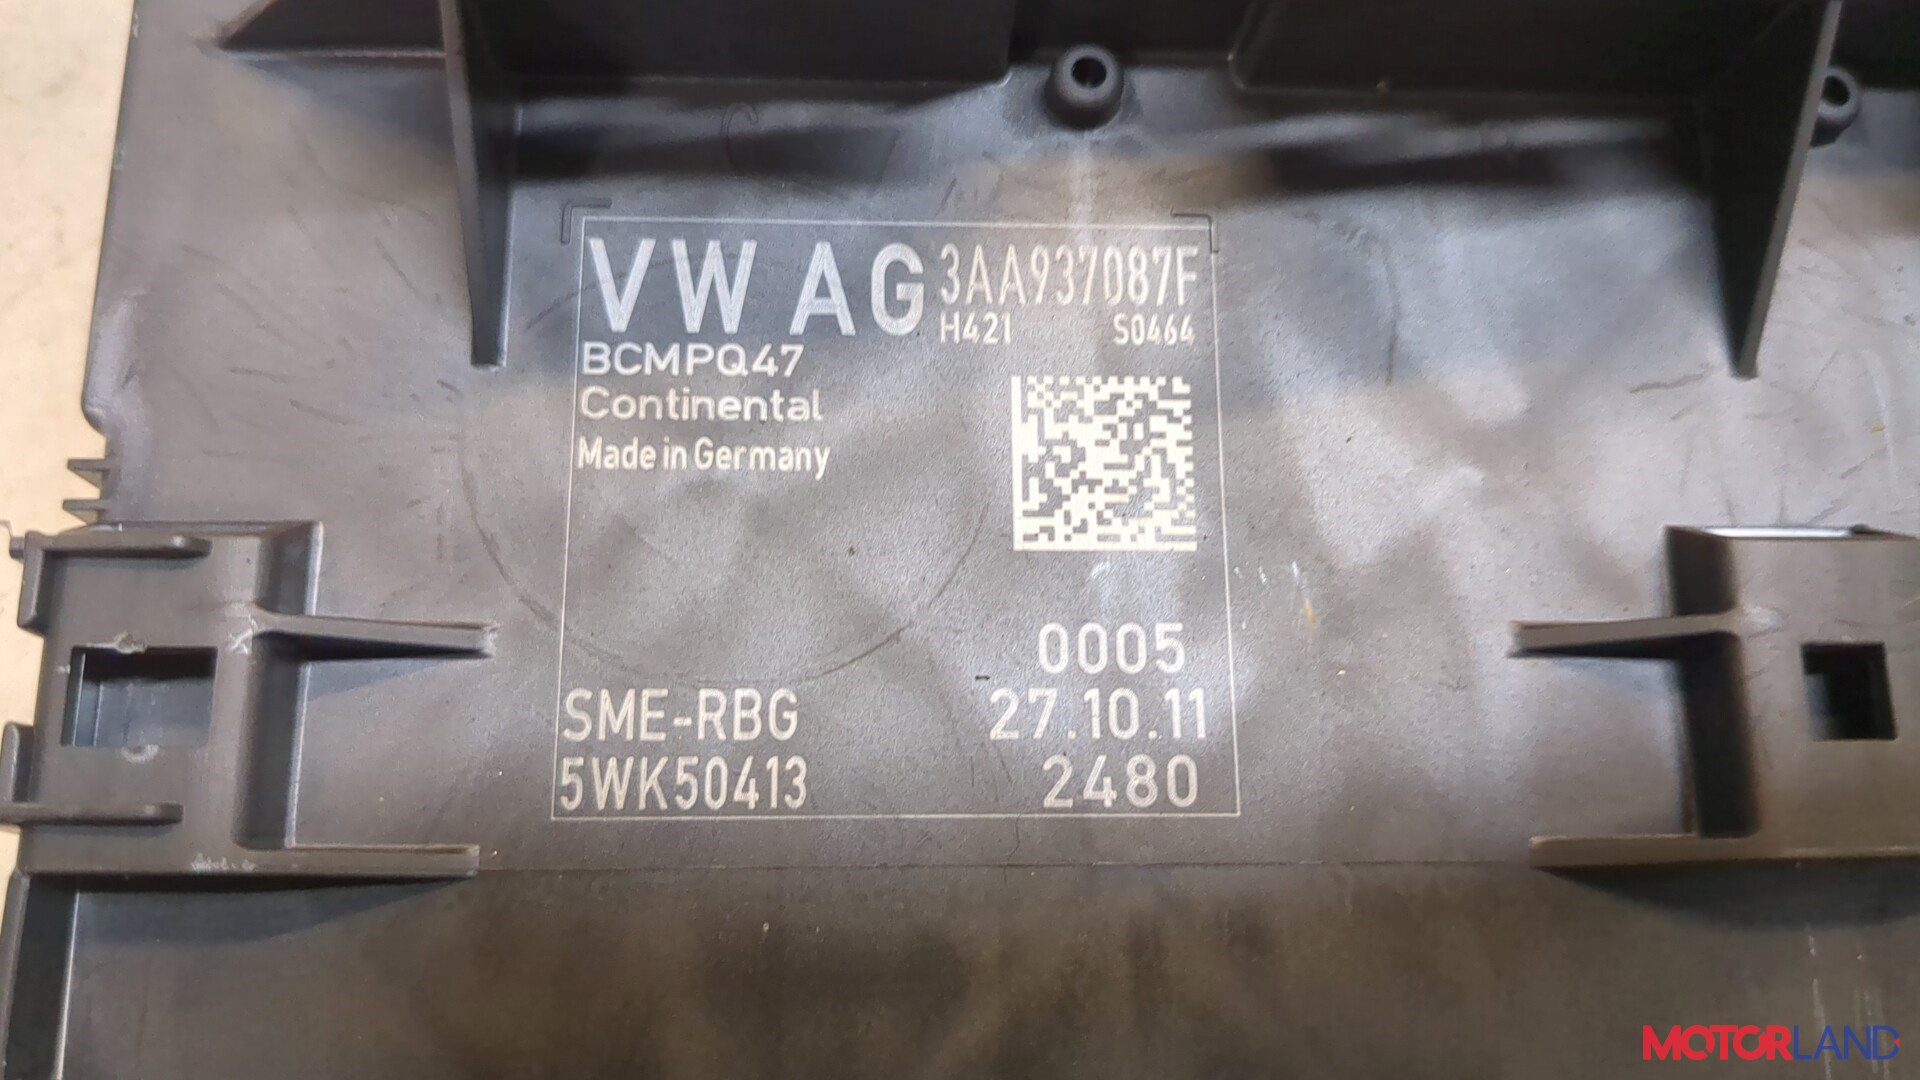 VW AG 3AA937087F
H421 S0464
BCMPQ47
Continental
Made in Germany
0005
SME-RBG 27.10.11
5WK50413 2480
MOTORLAND